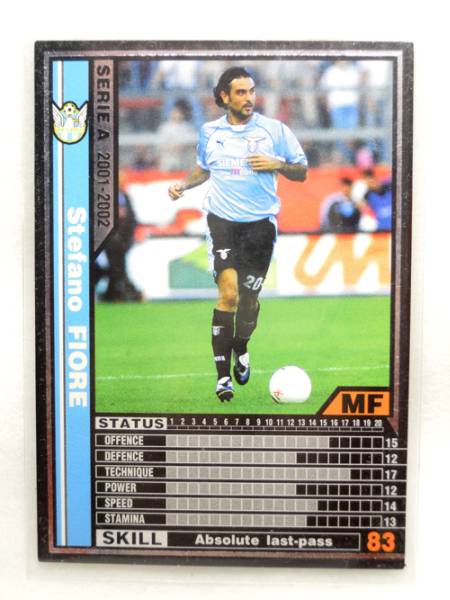 SERIE A 2001-2002
Stefano FIORE
SIEMENS
20
MF
STATUS 1 2 3 4 5 6 7 8 9 10 11 12 13 14 15 16 17 18 19 20
OFFENCE 15
DEFENCE 12
TECHNIQUE 17
POWER 12
SPEED 14
STAMINA 13
SKILL Absolute last-pass 83